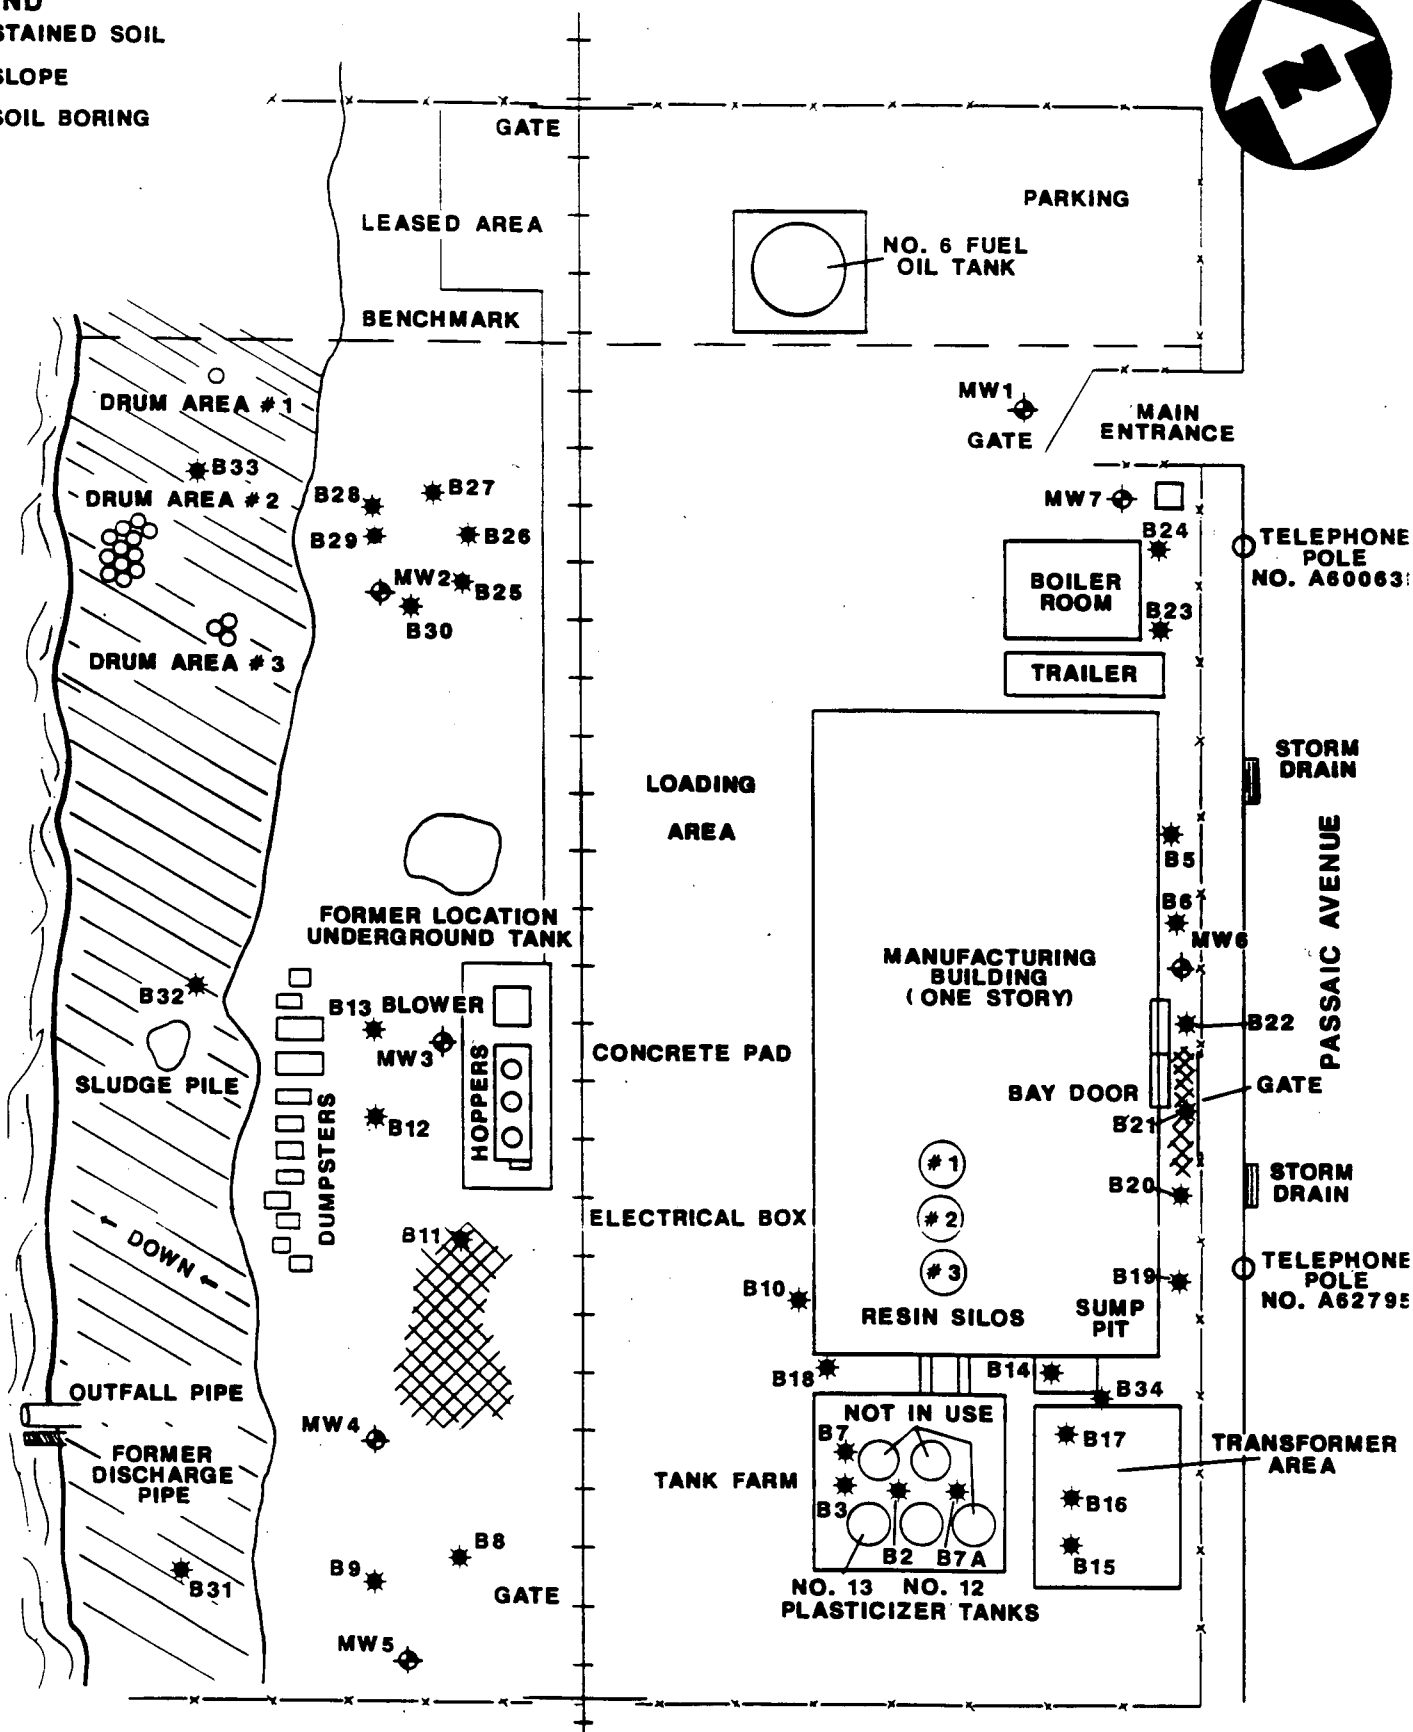 STAINED SOIL
SLOPE
SOIL BORING
N
GATE
PARKING
LEASED AREA
NO. 6 FUEL
OIL TANK
BENCHMARK
MW1
GATE
MAIN
ENTRANCE
DRUM AREA #1
B33
DRUM AREA #2
B28
B27
B29
B26
MW2
B25
B30
DRUM AREA #3
MW7
B24
BOILER
ROOM
B23
TRAILER
TELEPHONE
POLE
NO. A60063
STORM
DRAIN
LOADING
AREA
B5
B6
MW6
PASSAIC AVENUE
FORMER LOCATION
UNDERGROUND TANK
MANUFACTURING
BUILDING
(ONE STORY)
B32
B13
BLOWER
MW3
HOPPERS
CONCRETE PAD
B22
SLUDGE PILE
BAY DOOR
GATE
B12
B21
DUMPSTERS
#1
B20
STORM
DRAIN
ELECTRICAL BOX
#2
B11
← DOWN ←
#3
B19
TELEPHONE
POLE
NO. A62795
B10
RESIN SILOS
SUMP
PIT
B18
B14
B34
OUTFALL PIPE
NOT IN USE
MW4
B7
B17
TRANSFORMER
AREA
FORMER
DISCHARGE
PIPE
TANK FARM
B3
B16
B2
B7A
B15
B8
B9
B31
GATE
NO. 13
NO. 12
PLASTICIZER TANKS
MW5